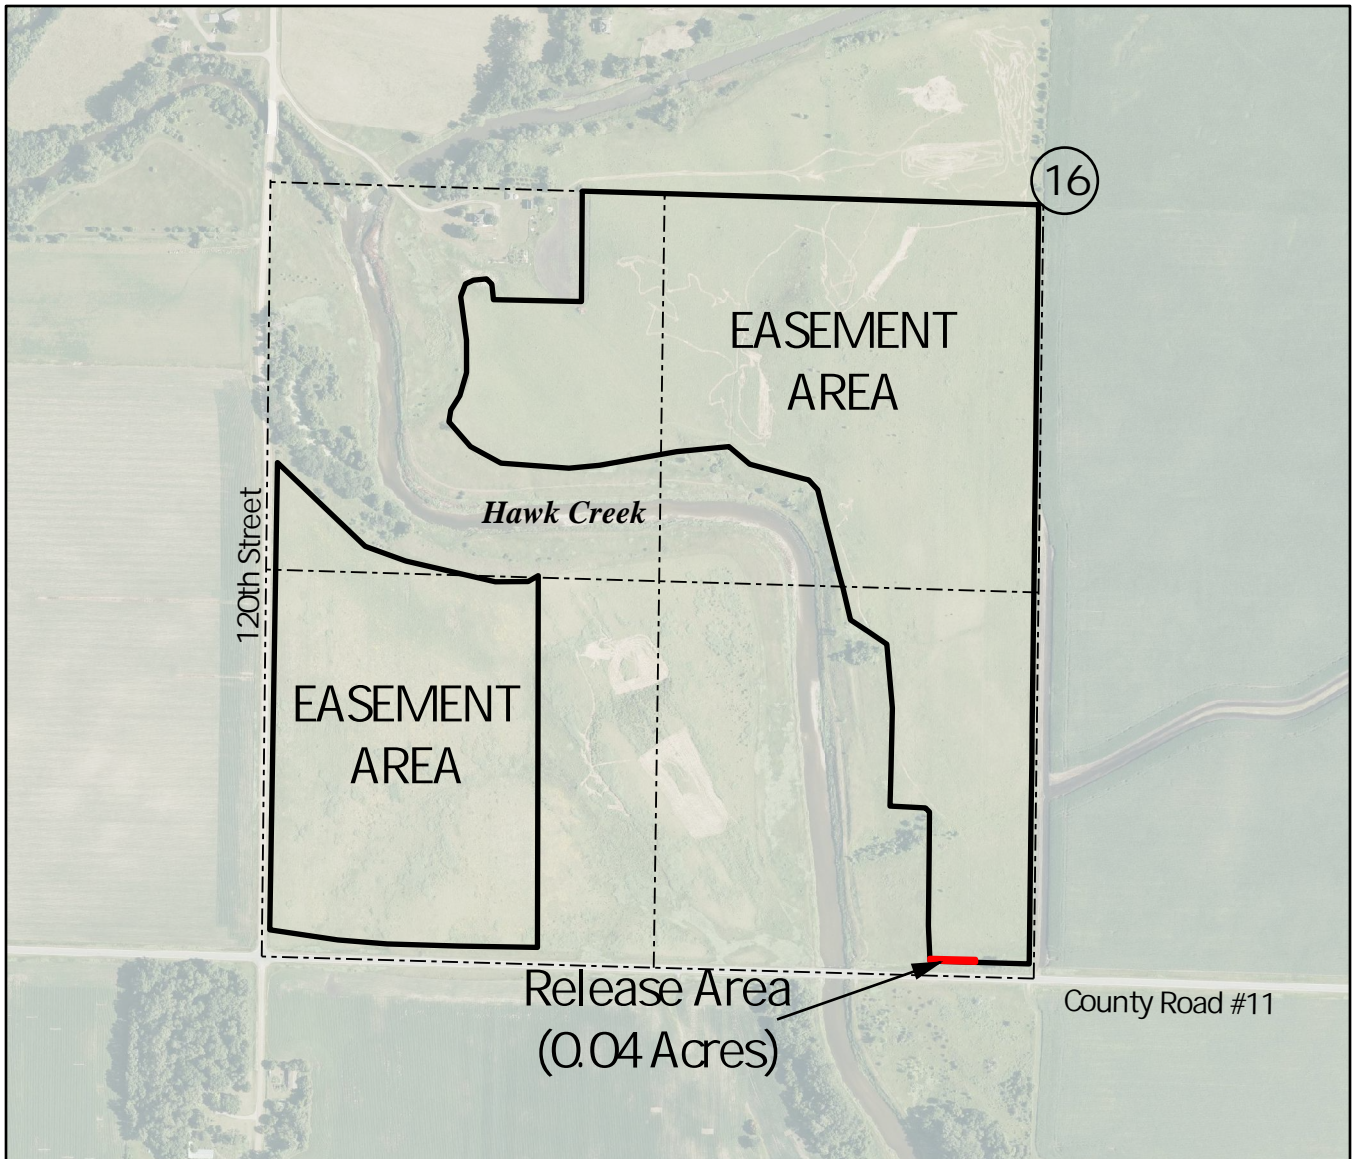 16
EASEMENT
AREA
Hawk Creek
120th Street
EASEMENT
AREA
Release Area
(0.04 Acres)
County Road #11